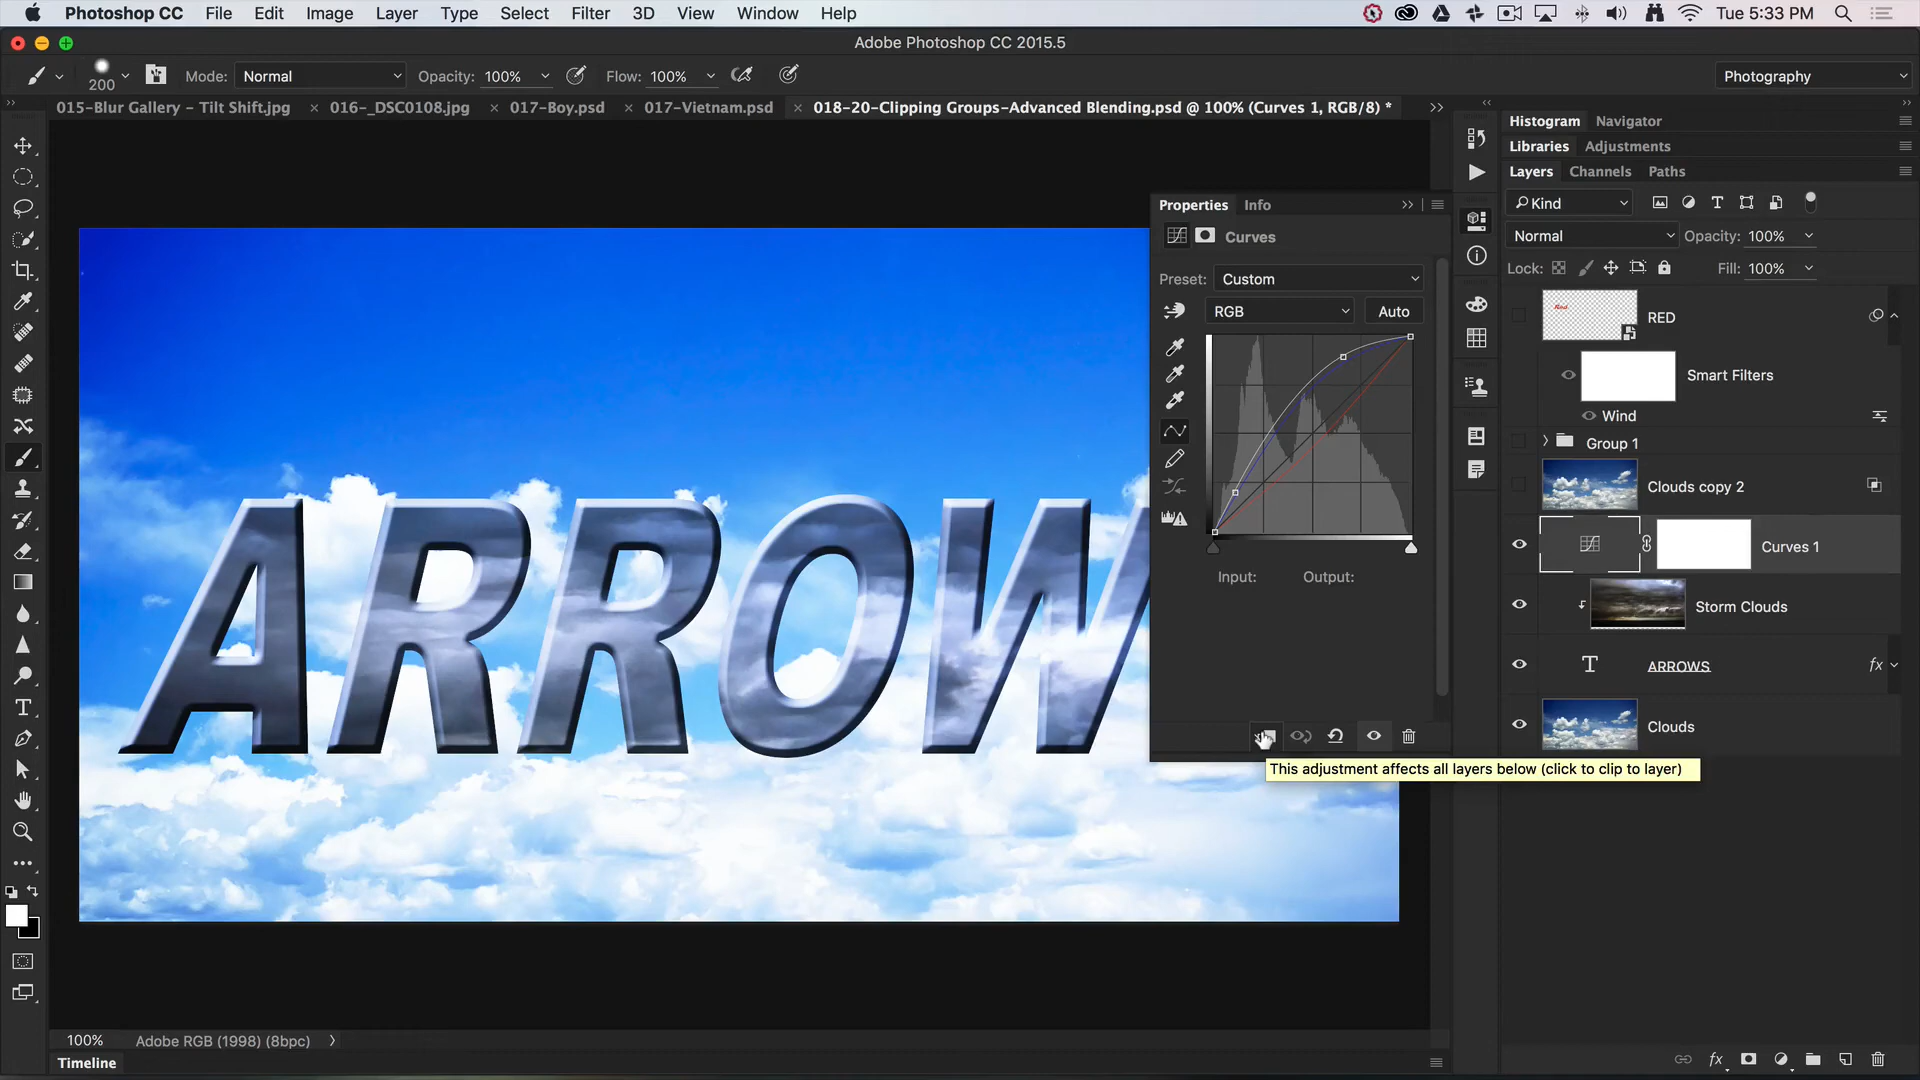 Photoshop CC File Edit Image Layer Type Select Filter 3D View Window Help Tue 5:33 PM
Adobe Photoshop CC 2015.5
200 Mode: Normal Opacity: 100% Flow: 100% Photography
015-Blur Gallery - Tilt Shift.jpg × 016-_DSC0108.jpg × 017-Boy.psd × 017-Vietnam.psd × 018-20-Clipping Groups-Advanced Blending.psd @ 100% (Curves 1, RGB/8) *
ARROW
Properties Info
Curves
Preset: Custom
RGB Auto
Input: Output:
This adjustment affects all layers below (click to clip to layer)
Histogram Navigator
Libraries Adjustments
Layers Channels Paths
Kind
Normal Opacity: 100%
Lock: Fill: 100%
Red
RED
Smart Filters
Wind
Group 1
Clouds copy 2
Curves 1
Storm Clouds
T ARROWS fx
Clouds
100% Adobe RGB (1998) (8bpc)
Timeline
fx